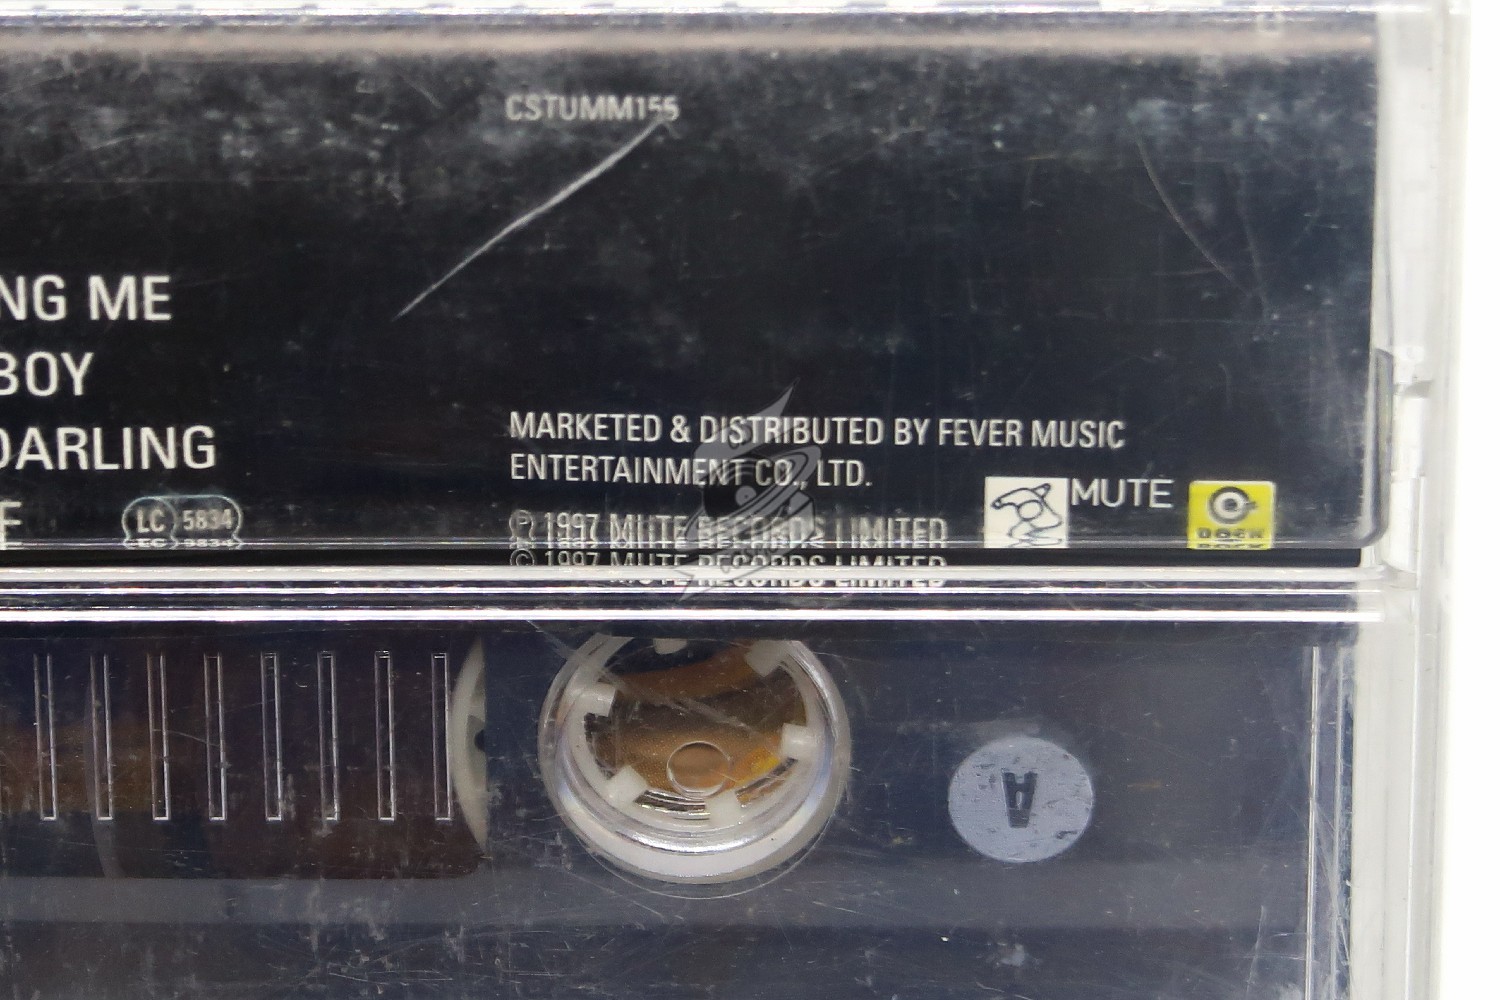 CSTUMM155
NG ME
BOY
DARLING
E
LC 5834
MARKETED & DISTRIBUTED BY FEVER MUSIC
ENTERTAINMENT CO., LTD.
Ⓟ 1997 MUTE RECORDS LIMITED
© 1997 MUTE RECORDS LIMITED
MUTE
ROCK
A